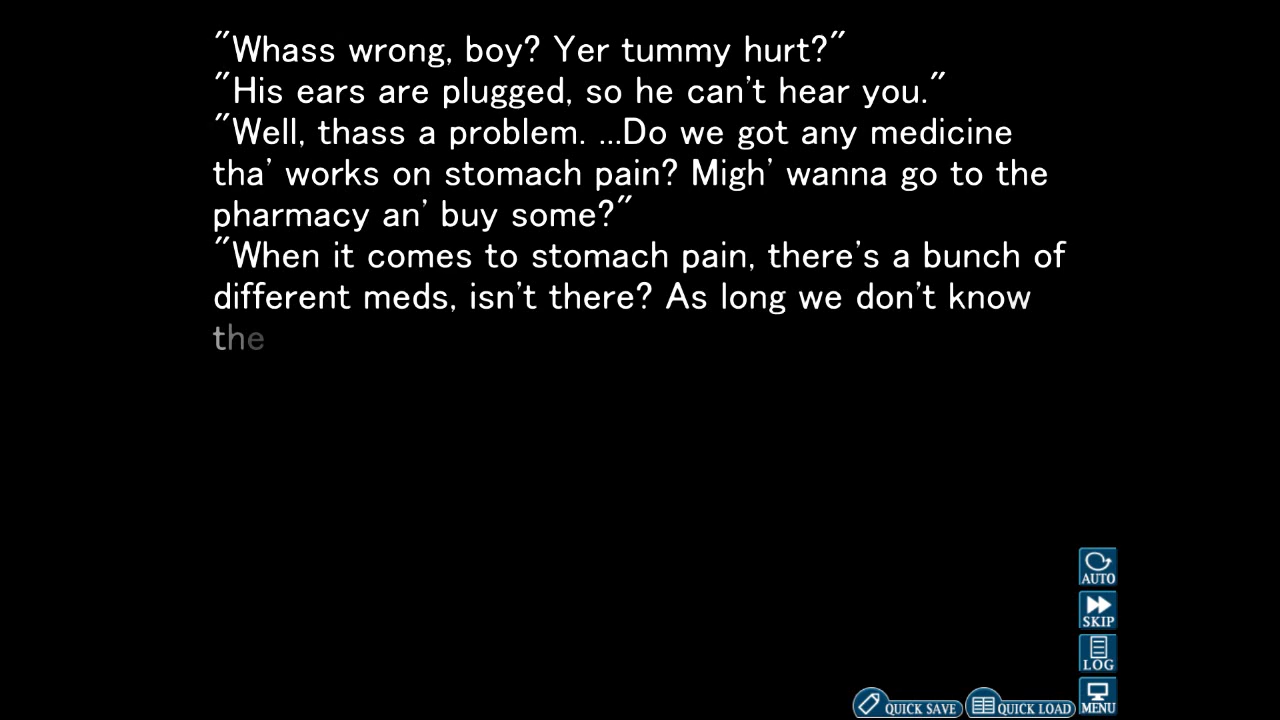 "Whass wrong, boy? Yer tummy hurt?"
"His ears are plugged, so he can't hear you."
"Well, thass a problem. ...Do we got any medicine
tha' works on stomach pain? Migh' wanna go to the
pharmacy an' buy some?"
"When it comes to stomach pain, there's a bunch of
different meds, isn't there? As long we don't know
the
AUTO
SKIP
LOG
QUICK SAVE
QUICK LOAD
MENU